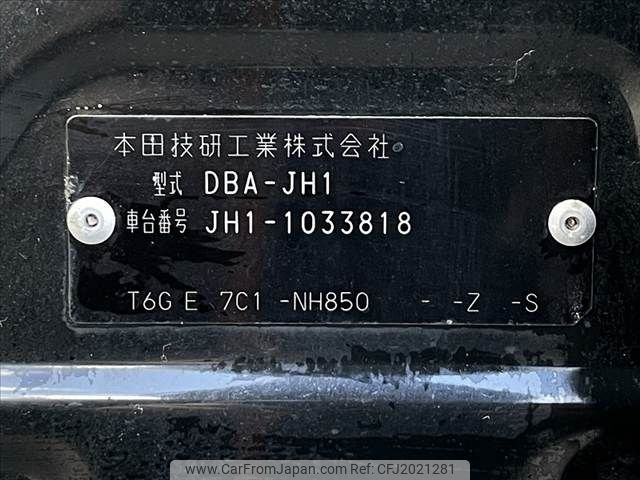 本田技研工業株式会社
型式 DBA-JH1
車台番号 JH1-1033818
T6G E 7C1 -NH850 - -Z -S
www.CarFromJapan.com | CFJ2021281